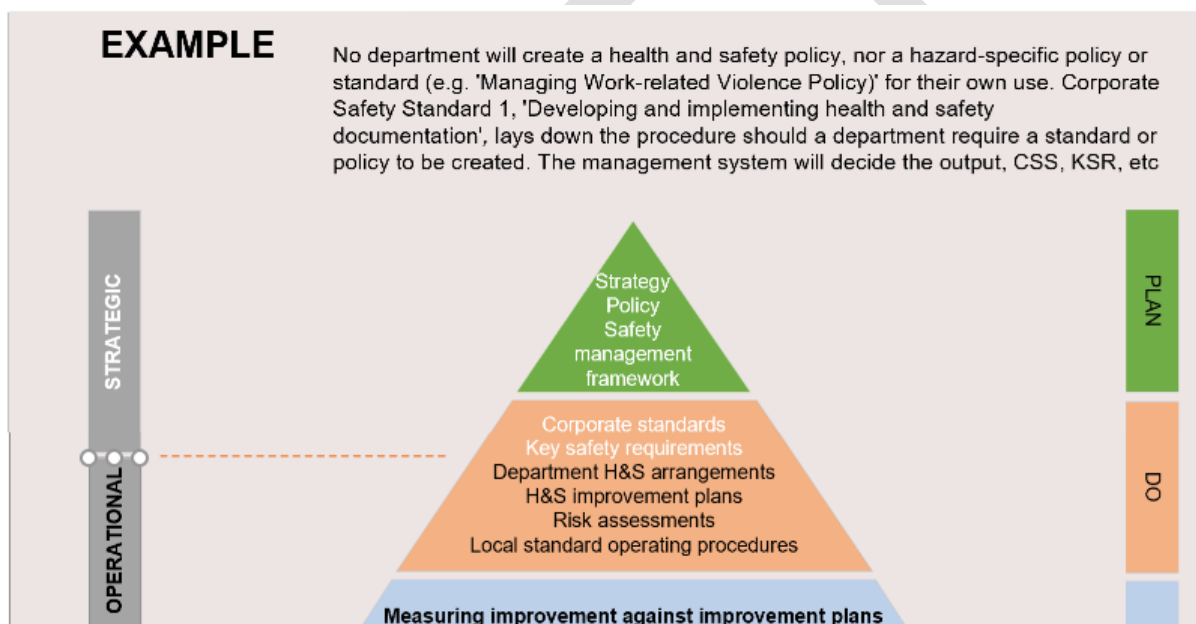 EXAMPLE
No department will create a health and safety policy, nor a hazard-specific policy or
standard (e.g. 'Managing Work-related Violence Policy)' for their own use. Corporate
Safety Standard 1, 'Developing and implementing health and safety
documentation', lays down the procedure should a department require a standard or
policy to be created. The management system will decide the output, CSS, KSR, etc
STRATEGIC
Strategy
Policy
Safety
management
framework
PLAN
Corporate standards
Key safety requirements
Department H&S arrangements
H&S improvement plans
Risk assessments
Local standard operating procedures
DO
OPERATIONAL
Measuring improvement against improvement plans